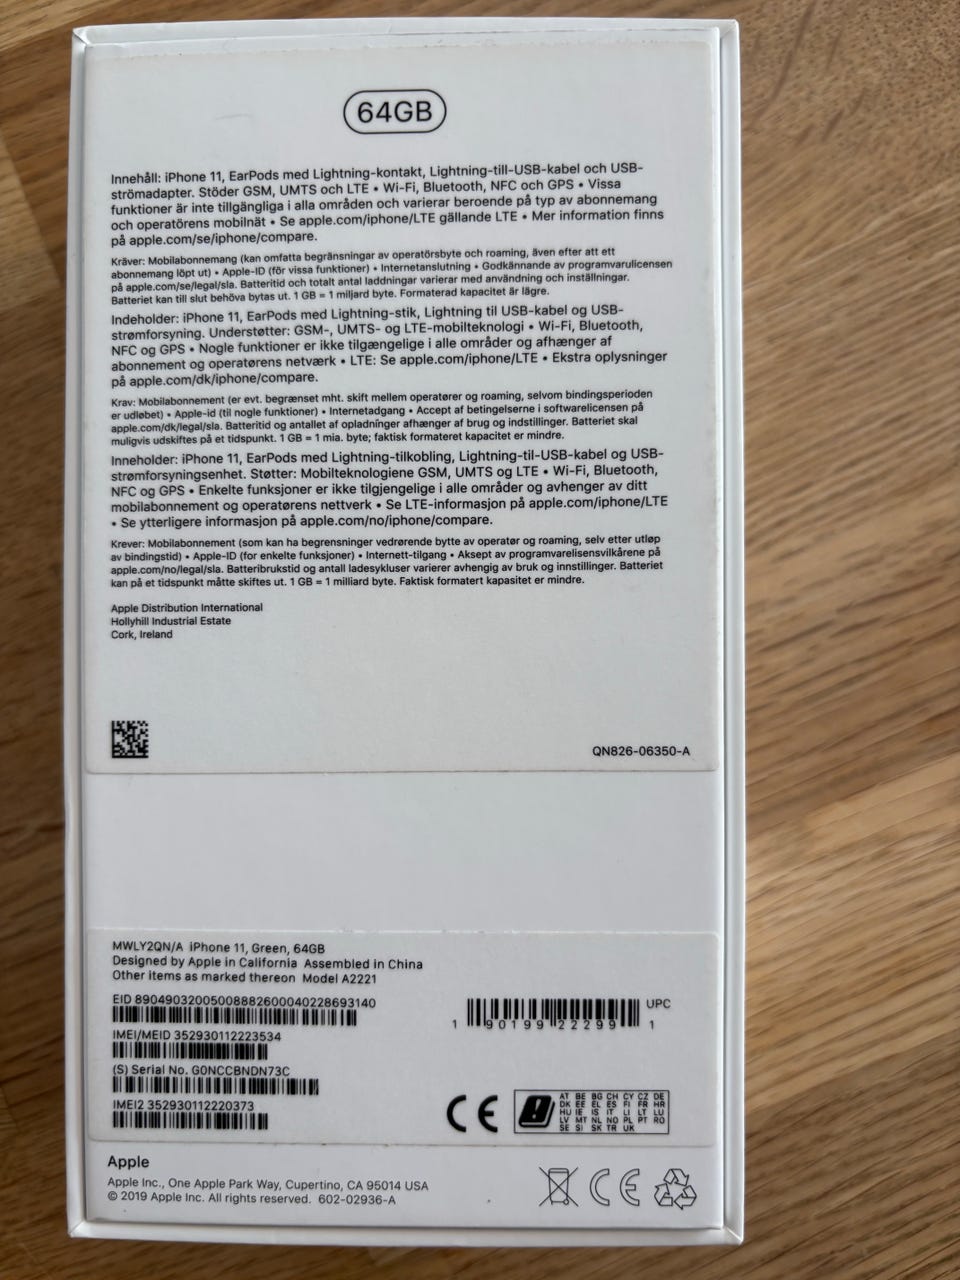 64GB
Innehåll: iPhone 11, EarPods med Lightning-kontakt, Lightning-till-USB-kabel och USB-
strömadapter. Stöder GSM, UMTS och LTE • Wi-Fi, Bluetooth, NFC och GPS • Vissa
funktioner är inte tillgängliga i alla områden och varierar beroende på typ av abonnemang
och operatörens mobilnät • Se apple.com/iphone/LTE gällande LTE • Mer information finns
på apple.com/se/iphone/compare.
Kräver: Mobilabonnemang (kan omfatta begränsningar av operatörsbyte och roaming, även efter att ett
abonnemang löpt ut) • Apple-ID (för vissa funktioner) • Internetanslutning • Godkännande av programvarulicensen
på apple.com/se/legal/sla. Batteritid och totalt antal laddningar varierar med användning och inställningar.
Batteriet kan till slut behöva bytas ut. 1 GB = 1 miljard byte. Formaterad kapacitet är lägre.
Indeholder: iPhone 11, EarPods med Lightning-stik, Lightning til USB-kabel og USB-
strømforsyning. Understøtter: GSM-, UMTS- og LTE-mobilteknologi • Wi-Fi, Bluetooth,
NFC og GPS • Nogle funktioner er ikke tilgængelige i alle områder og afhænger af
abonnement og operatørens netværk • LTE: Se apple.com/iphone/LTE • Ekstra oplysninger
på apple.com/dk/iphone/compare.
Krav: Mobilabonnement (er evt. begrænset mht. skift mellem operatører og roaming, selvom bindingsperioden
er udløbet) • Apple-id (til nogle funktioner) • Internetadgang • Accept af betingelserne i softwarelicensen på
apple.com/dk/legal/sla. Batteritid og antallet af opladninger afhænger af brug og indstillinger. Batteriet skal
muligvis udskiftes på et tidspunkt. 1 GB = 1 mia. byte; faktisk formateret kapacitet er mindre.
Inneholder: iPhone 11, EarPods med Lightning-tilkobling, Lightning-til-USB-kabel og USB-
strømforsyningsenhet. Støtter: Mobilteknologiene GSM, UMTS og LTE • Wi-Fi, Bluetooth,
NFC og GPS • Enkelte funksjoner er ikke tilgjengelige i alle områder og avhenger av ditt
mobilabonnement og operatørens nettverk • Se LTE-informasjon på apple.com/iphone/LTE
• Se ytterligere informasjon på apple.com/no/iphone/compare.
Krever: Mobilabonnement (som kan ha begrensninger vedrørende bytte av operatør og roaming, selv etter utløp
av bindingstid) • Apple-ID (for enkelte funksjoner) • Internett-tilgang • Aksept av programvarelisensvilkårene på
apple.com/no/legal/sla. Batteribrukstid og antall ladesykluser varierer avhengig av bruk og innstillinger. Batteriet
kan på et tidspunkt måtte skiftes ut. 1 GB = 1 milliard byte. Faktisk formatert kapasitet er mindre.
Apple Distribution International
Hollyhill Industrial Estate
Cork, Ireland
QN826-06350-A
MWLY2QN/A iPhone 11, Green, 64GB
Designed by Apple in California Assembled in China
Other items as marked thereon Model A2221
EID 89049032005008882600040228693140
UPC
1 90199 22299 1
IMEI/MEID 352930112223534
(S) Serial No. G0NCCBNDN73C
IMEI2 352930112220373
CE
AT BE BG CH CY CZ DE
DK EE EL ES FI FR HR
HU IE IS IT LI LT LU
LV MT NL NO PL PT RO
SE SI SK TR UK
Apple
Apple Inc., One Apple Park Way, Cupertino, CA 95014 USA
© 2019 Apple Inc. All rights reserved. 602-02936-A
CE